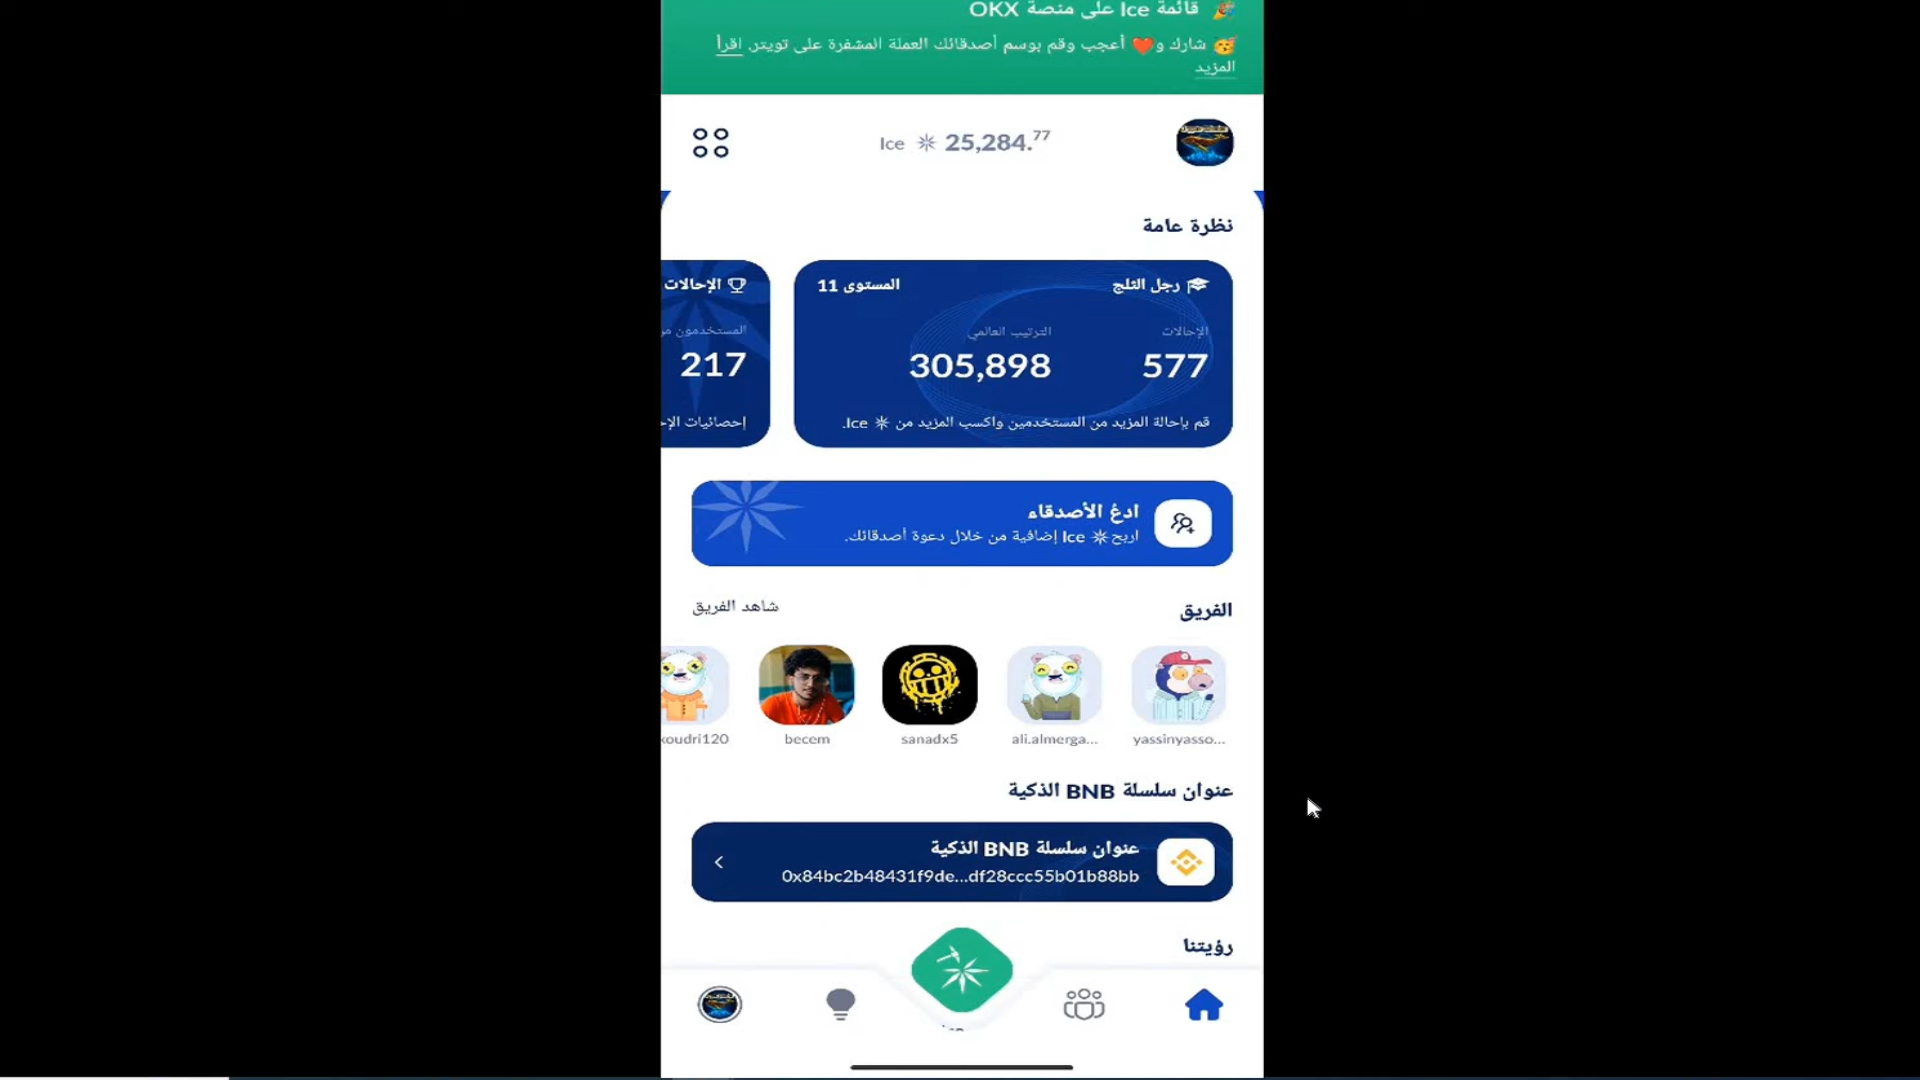 🎉 قائمة Ice على منصة OKX
🥳 شارك و❤️ أعجب وقم بوسم أصدقائك العملة المشفرة على تويتر. اقرأ
المزيد
Ice 25,284.77
نظرة عامة
رجل الثلج
المستوى 11
الإحالات
الترتيب العالمي
577
305,898
قم بإحالة المزيد من المستخدمين واكسب المزيد من Ice.
الإحالات
المستخدمون
217
إحصائيات
ادعُ الأصدقاء
اربح Ice إضافية من خلال دعوة أصدقائك.
الفريق
شاهد الفريق
yassinyasso...
ali.almerga...
sanadx5
becem
koudri120
عنوان سلسلة BNB الذكية
عنوان سلسلة BNB الذكية
0x84bc2b48431f9de...df28ccc55b01b88bb
رؤيتنا